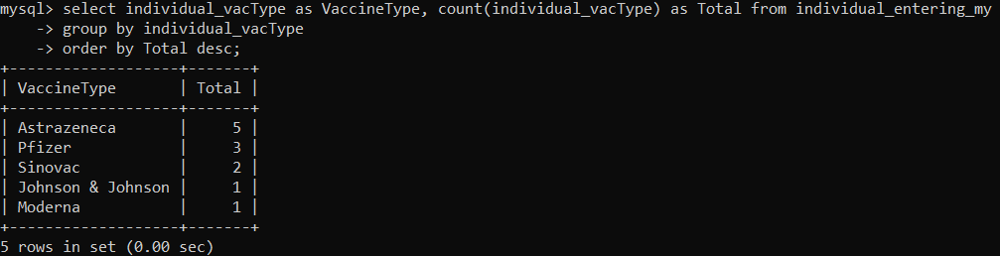 mysql> select individual_vacType as VaccineType, count(individual_vacType) as Total from individual_entering_my
    -> group by individual_vacType
    -> order by Total desc;
+-------------------+-------+
| VaccineType       | Total |
+-------------------+-------+
| Astrazeneca       |     5 |
| Pfizer            |     3 |
| Sinovac           |     2 |
| Johnson & Johnson |     1 |
| Moderna           |     1 |
+-------------------+-------+
5 rows in set (0.00 sec)